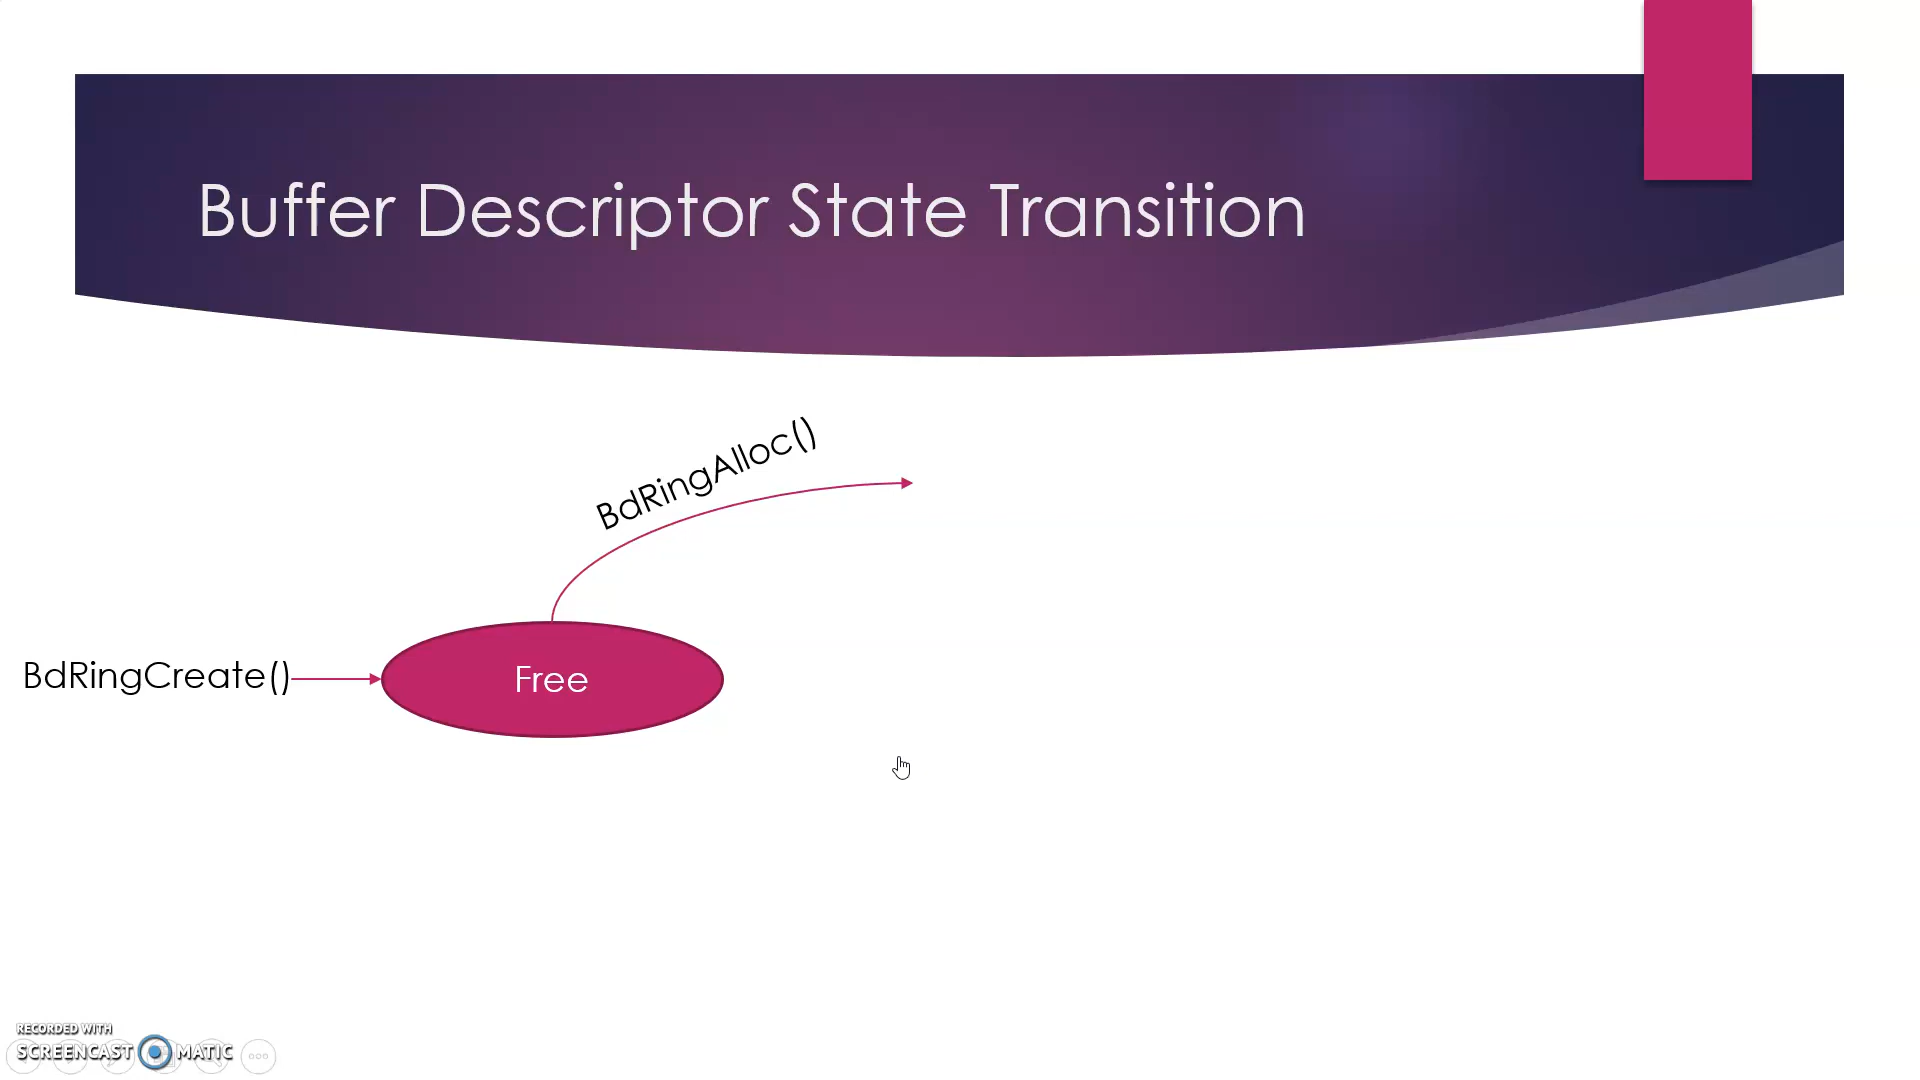 Buffer Descriptor State Transition
BdRingAlloc()
BdRingCreate()
Free
RECORDED WITH
SCREENCAST MATIC